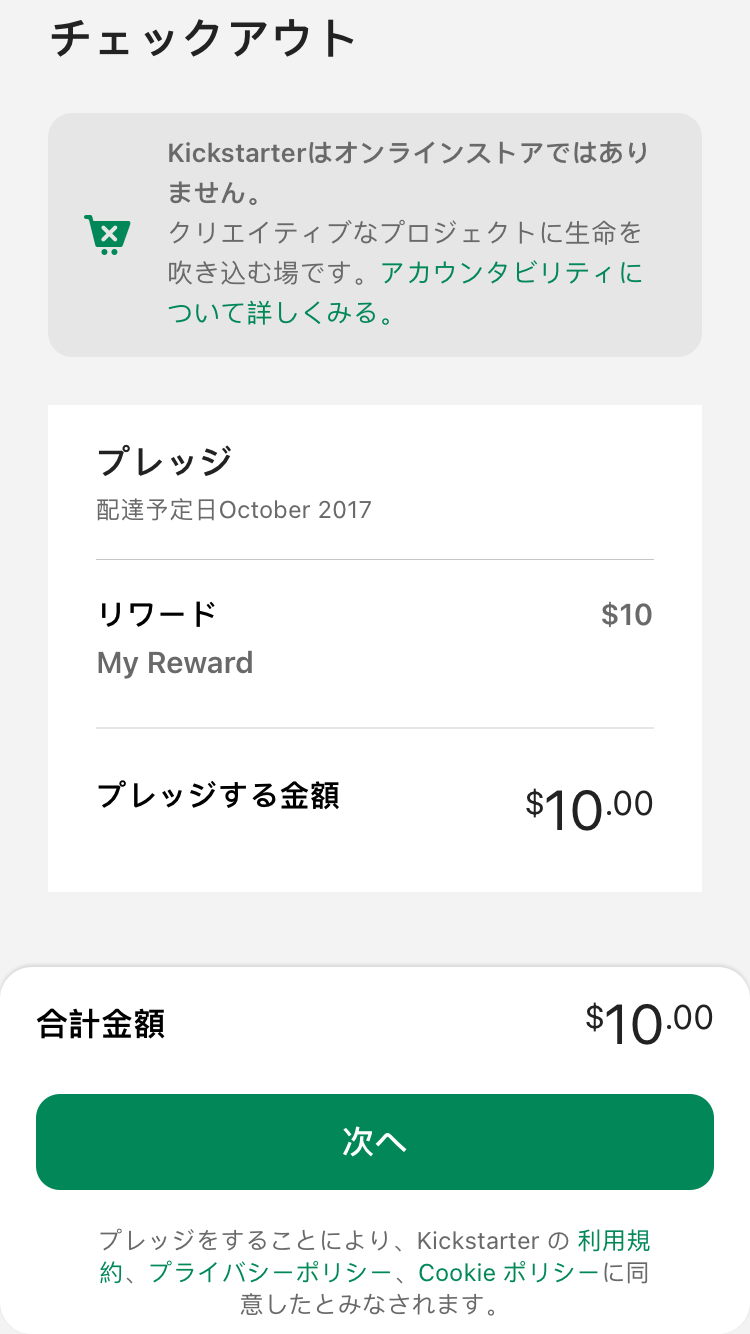 チェックアウト
Kickstarterはオンラインストアではあり
ません。
クリエイティブなプロジェクトに生命を
吹き込む場です。アカウンタビリティに
ついて詳しくみる。
プレッジ
配達予定日October 2017
リワード $10
My Reward
プレッジする金額 $10.00
合計金額 $10.00
次へ
プレッジをすることにより、Kickstarter の 利用規
約、プライバシーポリシー、Cookie ポリシーに同
意したとみなされます。